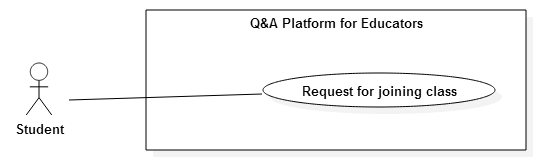 Q&A Platform for Educators
Request for joining class
Student